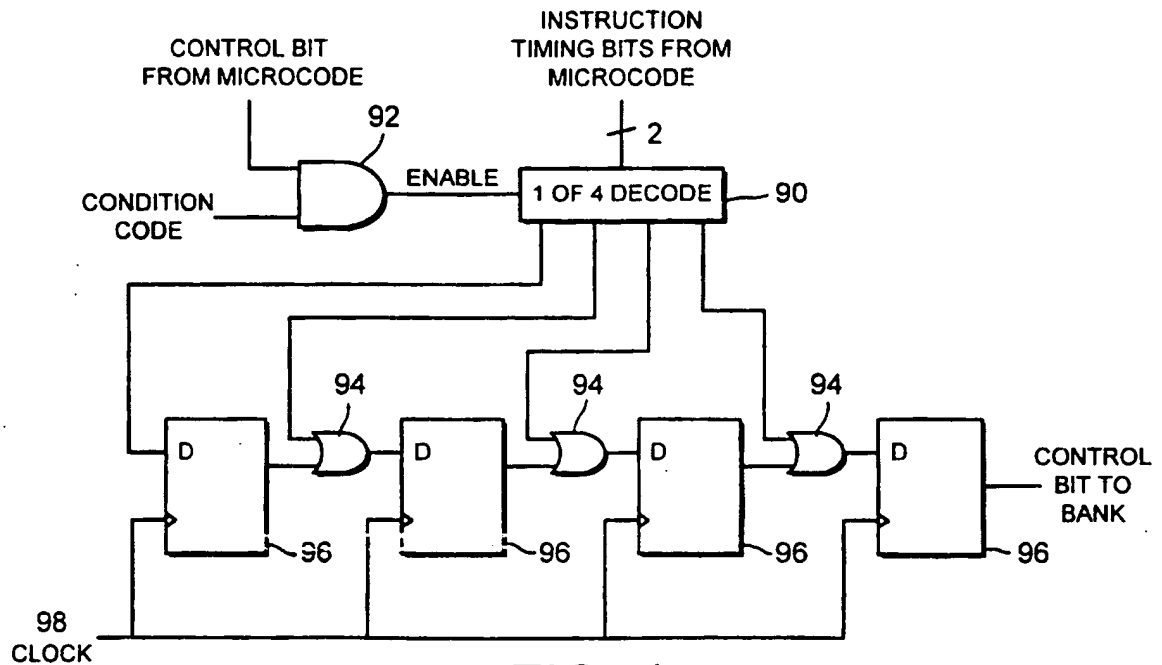 INSTRUCTION
TIMING BITS FROM
MICROCODE
CONTROL BIT
FROM MICROCODE
92
2
ENABLE
1 OF 4 DECODE
90
CONDITION
CODE
94
94
94
D
D
D
D
CONTROL
BIT TO
BANK
96
96
96
96
98
CLOCK